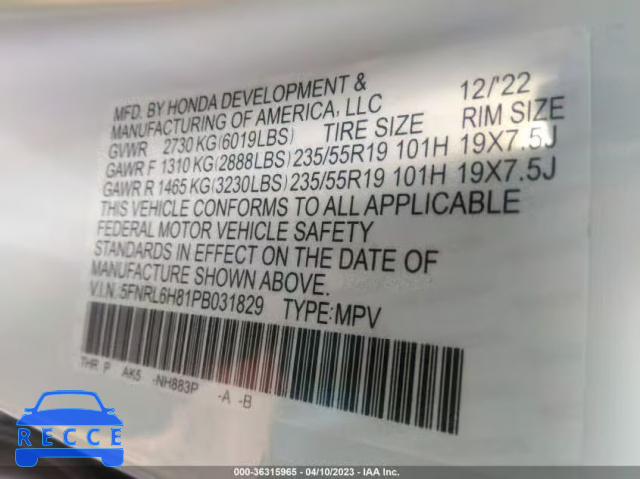 MFD. BY HONDA DEVELOPMENT & 12/'22
MANUFACTURING OF AMERICA, LLC
GVWR 2730 KG(6019LBS) TIRE SIZE RIM SIZE
GAWR F 1310 KG(2888LBS) 235/55R19 101H 19X7.5J
GAWR R 1465 KG(3230LBS) 235/55R19 101H 19X7.5J
THIS VEHICLE CONFORMS TO ALL APPLICABLE
FEDERAL MOTOR VEHICLE SAFETY
STANDARDS IN EFFECT ON THE DATE OF
MANUFACTURE SHOWN ABOVE.
V.I.N.:5FNRL6H81PB031829 TYPE:MPV
THR P AK5 -NH883P -A -B
RECCE
000-36315965 - 04/10/2023 - IAA Inc.